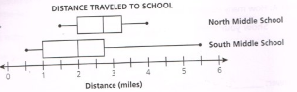 DISTANCE TRAVELED TO SCHOOL
North Middle School
South Middle School
0 1 2 3 4 5 6
Distance (miles)